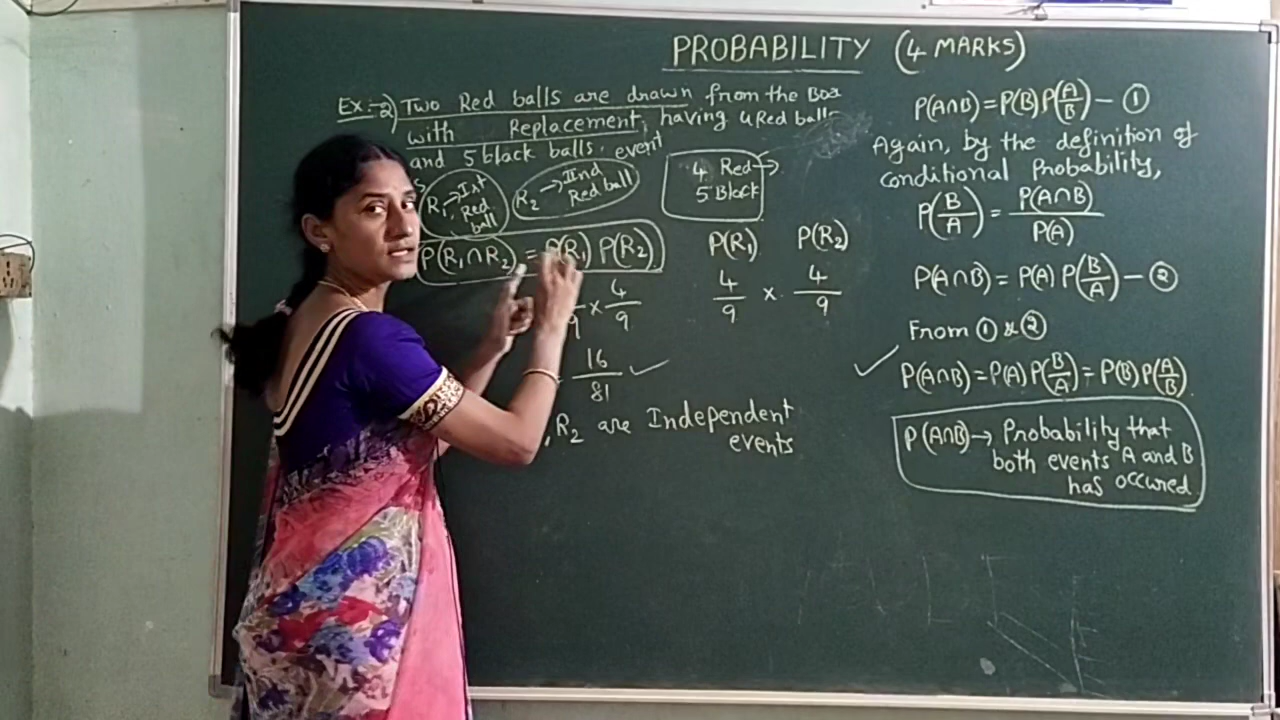 PROBABILITY (4 MARKS)
Ex:-2) Two Red balls are drawn from the Box
with Replacement, having 4 Red balls
and 5 black balls. event
R₁→Ist
Red
ball
R₂→IInd
Red ball
4 Red→
5 Black
P(R₁∩R₂) = P(R₁) P(R₂)
× 4/9
16/81 ✓
R₂ are Independent
events
P(R₁) P(R₂)
4/9 × 4/9
P(A∩B)=P(B)P(A/B)—①
Again, by the definition of
conditional Probability,
P(B/A) = P(A∩B)/P(A)
P(A∩B) = P(A) P(B/A)—②
From ① & ②
✓ P(A∩B)=P(A)P(B/A)=P(B)P(A/B).
P(A∩B)→ Probability that
both events A and B
has occured